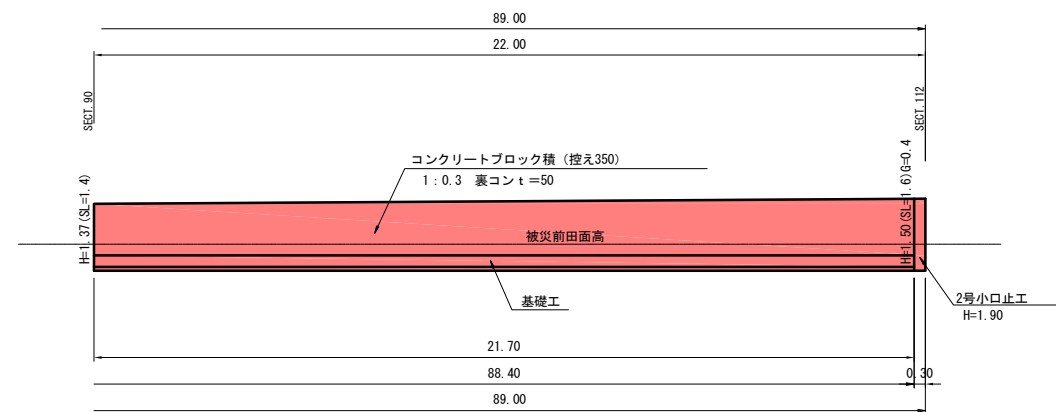 89.00
22.00
SECT.90
SECT.112
コンクリートブロック積（控え350）
1：0.3 裏コンｔ＝50
H=1.37(SL=1.4)
H=1.50(SL=1.6)G=0.4
被災前田面高
基礎工
2号小口止工
H=1.90
21.70
88.40
0.30
89.00